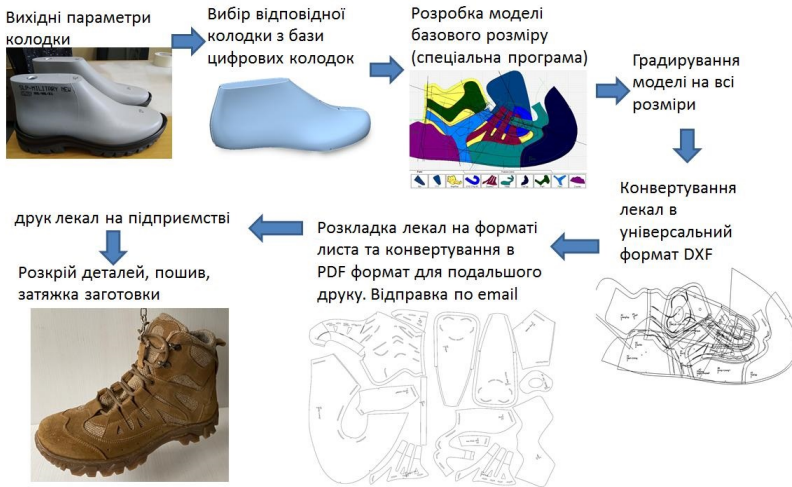 Вихідні параметри
колодки
Вибір відповідної
колодки з бази
цифрових колодок
Розробка моделі
базового розміру
(спеціальна програма)
Градирування
моделі на всі
розміри
Конвертування
лекал в
універсальний
формат DXF
Розкладка лекал на форматі
листа та конвертування в
PDF формат для подальшого
друку. Відправка по email
друк лекал на підприємстві
Розкрій деталей, пошив,
затяжка заготовки